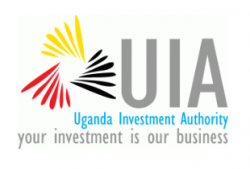 UIA
Uganda Investment Authority
your investment is our business